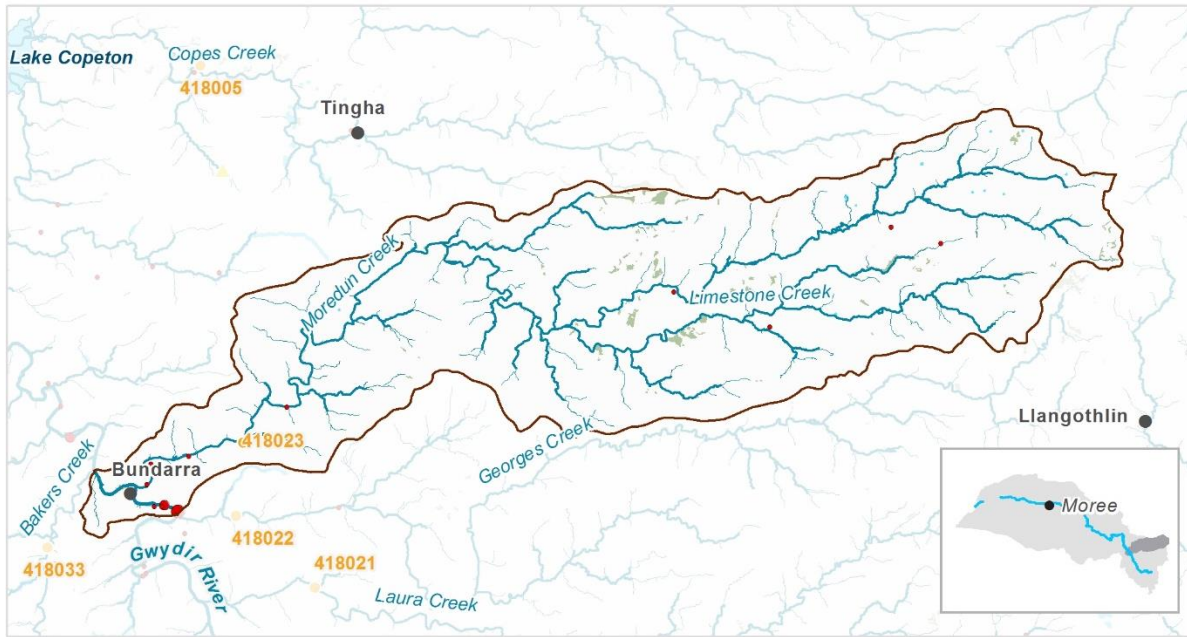 Copes Creek
Lake Copeton
418005
Tingha
Moredun Creek
Limestone Creek
Llangothlin
418023
Georges Creek
Bundarra
Bakers Creek
Moree
418022
418033
Gwydir River
418021
Laura Creek